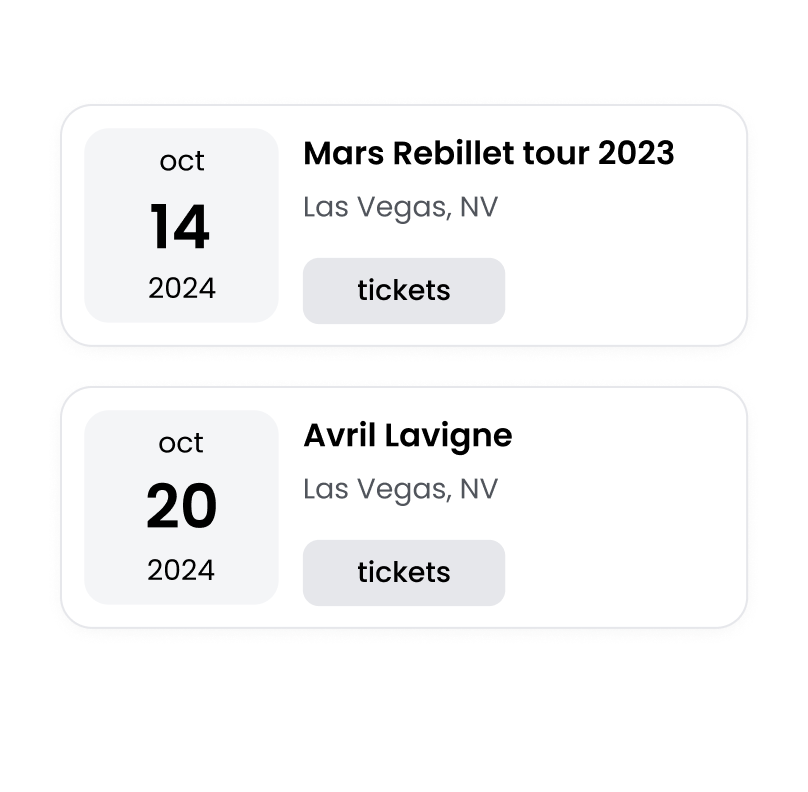 oct
14
2024
Mars Rebillet tour 2023
Las Vegas, NV
tickets
oct
20
2024
Avril Lavigne
Las Vegas, NV
tickets